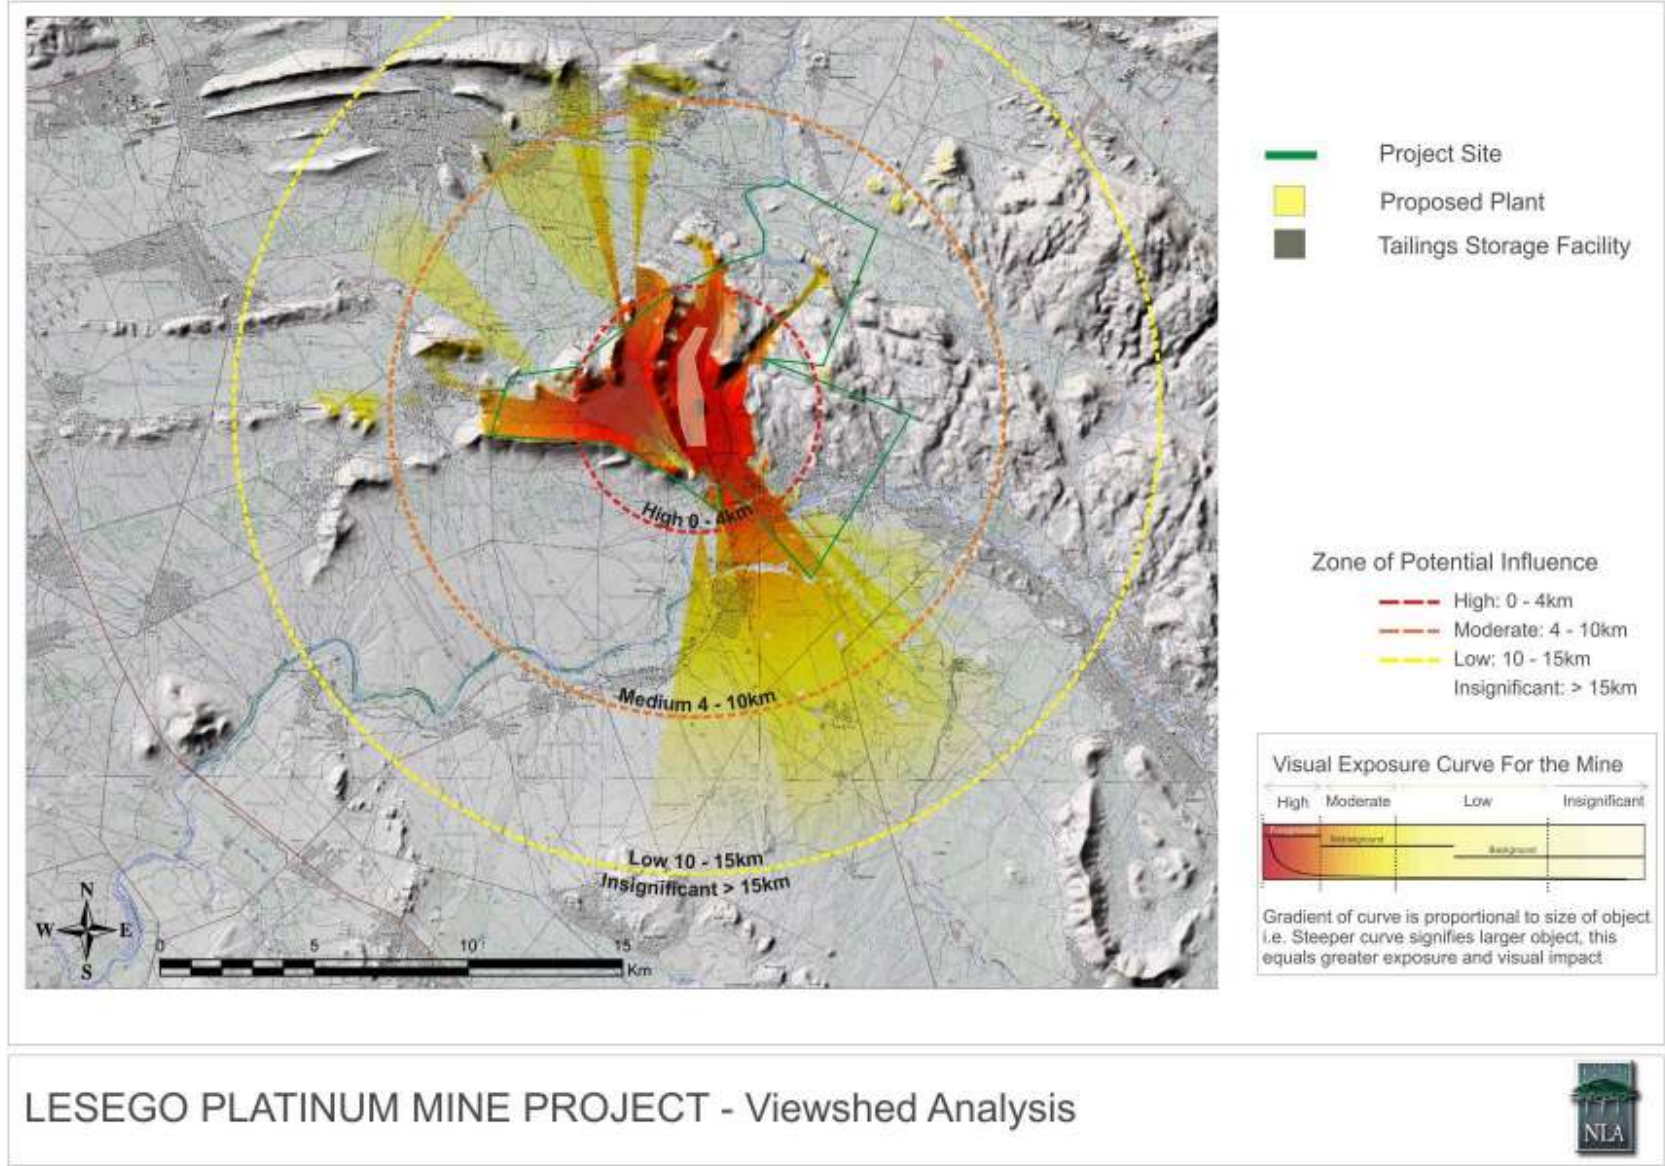 Project Site
Proposed Plant
Tailings Storage Facility
High 0 - 4km
Medium 4 - 10km
Low 10 - 15km
Insignificant > 15km
N
W
E
S
0
5
10
15
Km
Zone of Potential Influence
High: 0 - 4km
Moderate: 4 - 10km
Low: 10 - 15km
Insignificant: > 15km
Visual Exposure Curve For the Mine
High Moderate Low Insignificant
Background
Gradient of curve is proportional to size of object
i.e. Steeper curve signifies larger object, this
equals greater exposure and visual impact
LESEGO PLATINUM MINE PROJECT - Viewshed Analysis
NLA